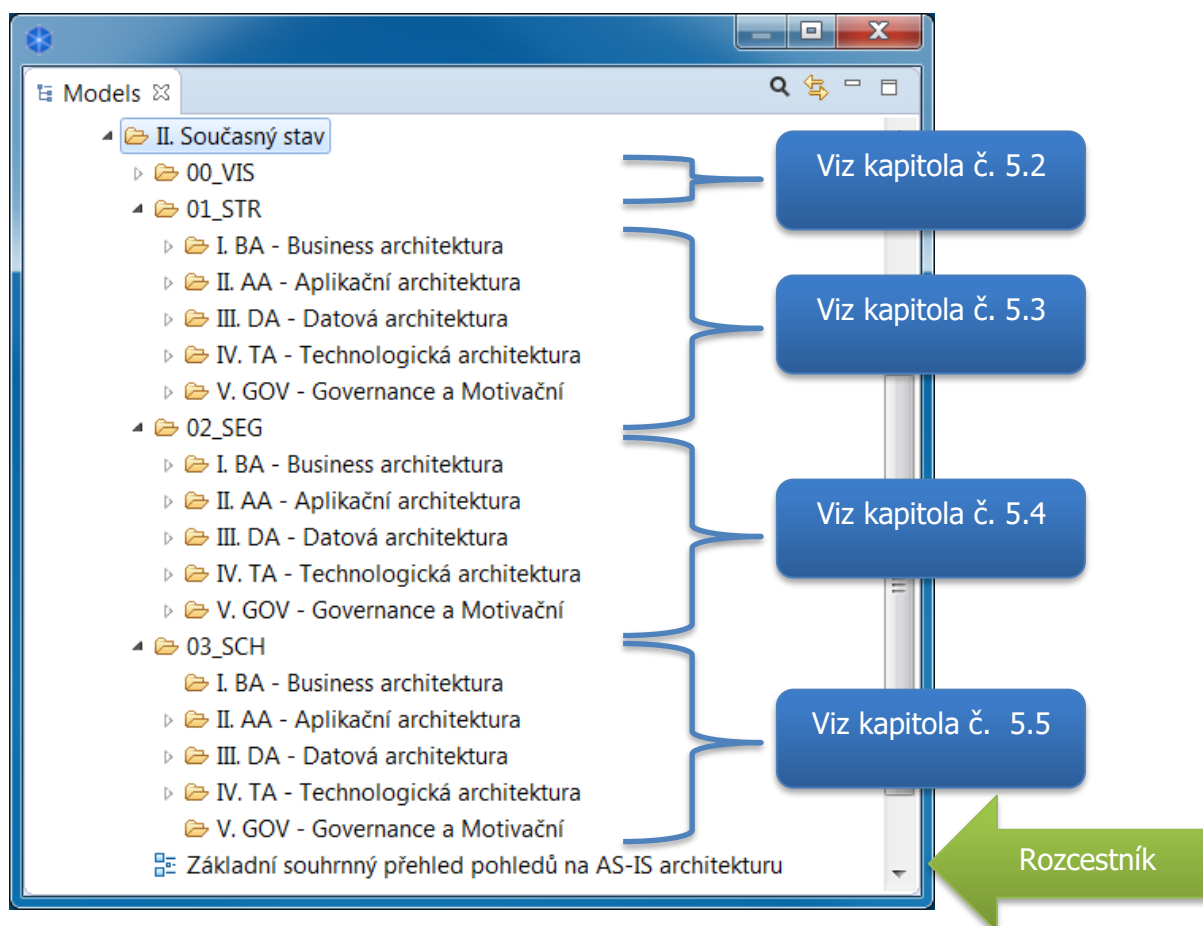 Models
II. Současný stav
00_VIS
Viz kapitola č. 5.2
01_STR
I. BA - Business architektura
II. AA - Aplikační architektura
III. DA - Datová architektura
Viz kapitola č. 5.3
IV. TA - Technologická architektura
V. GOV - Governance a Motivační
02_SEG
I. BA - Business architektura
II. AA - Aplikační architektura
Viz kapitola č. 5.4
III. DA - Datová architektura
IV. TA - Technologická architektura
V. GOV - Governance a Motivační
03_SCH
I. BA - Business architektura
II. AA - Aplikační architektura
Viz kapitola č. 5.5
III. DA - Datová architektura
IV. TA - Technologická architektura
V. GOV - Governance a Motivační
Základní souhrnný přehled pohledů na AS-IS architekturu
Rozcestník